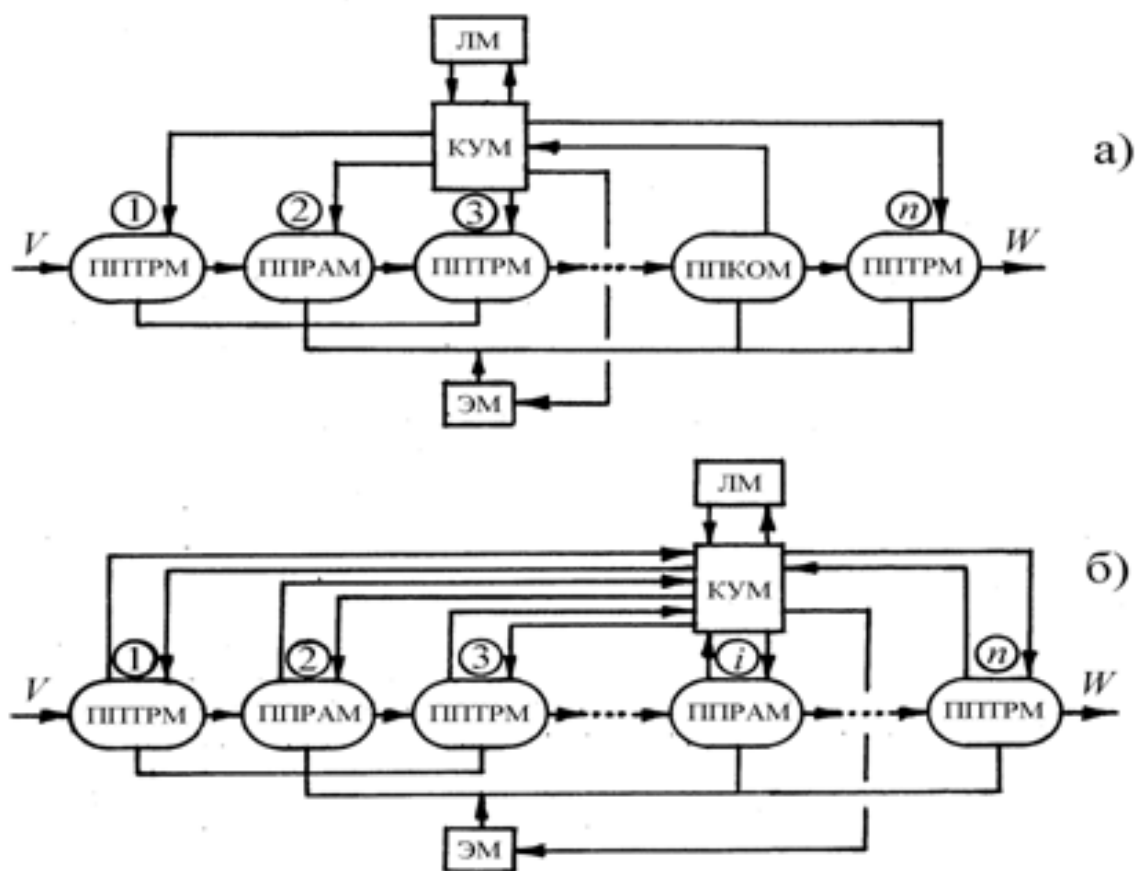 ЛМ
КУМ
а)
1 2 3 n
V ППТРМ ППРАМ ППТРМ ППКОМ ППТРМ W
ЭМ
ЛМ
КУМ
б)
1 2 3 i n
V ППТРМ ППРАМ ППТРМ ППРАМ ППТРМ W
ЭМ